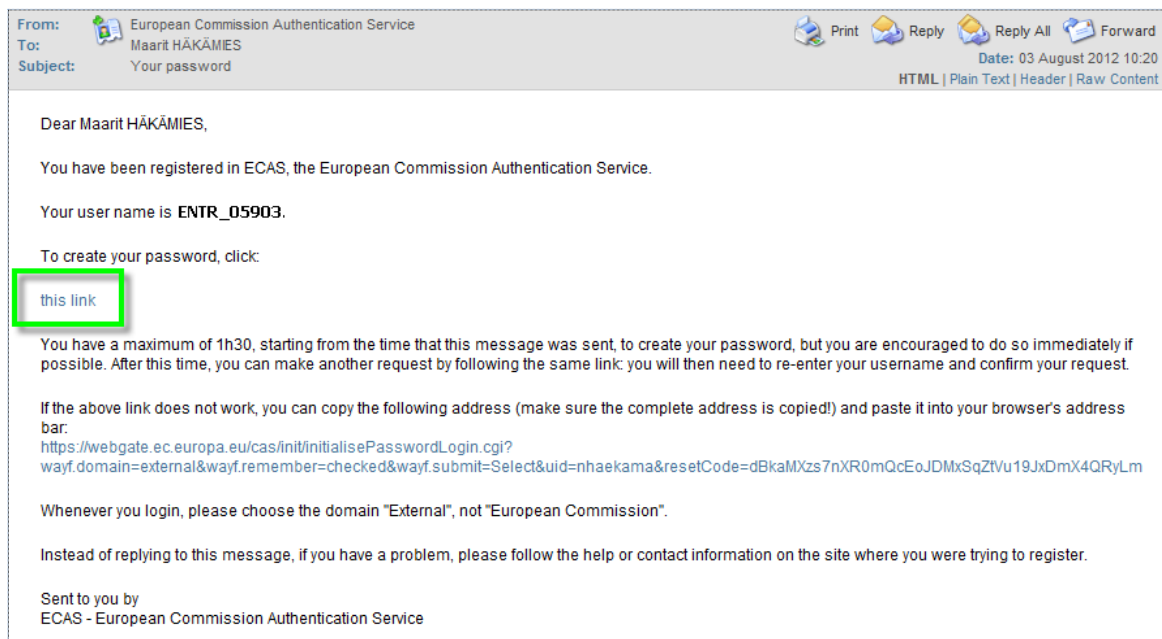 From: European Commission Authentication Service
To: Maarit HÄKÄMIES
Subject: Your password
Print Reply Reply All Forward
Date: 03 August 2012 10:20
HTML | Plain Text | Header | Raw Content
Dear Maarit HÄKÄMIES,
You have been registered in ECAS, the European Commission Authentication Service.
Your user name is ENTR_05903.
To create your password, click:
this link
You have a maximum of 1h30, starting from the time that this message was sent, to create your password, but you are encouraged to do so immediately if
possible. After this time, you can make another request by following the same link: you will then need to re-enter your username and confirm your request.
If the above link does not work, you can copy the following address (make sure the complete address is copied!) and paste it into your browser's address
bar:
https://webgate.ec.europa.eu/cas/init/initialisePasswordLogin.cgi?
wayf.domain=external&wayf.remember=checked&wayf.submit=Select&uid=nhaekama&resetCode=dBkaMXzs7nXR0mQcEoJDMxSqZtVu19JxDmX4QRyLm
Whenever you login, please choose the domain "External", not "European Commission".
Instead of replying to this message, if you have a problem, please follow the help or contact information on the site where you were trying to register.
Sent to you by
ECAS - European Commission Authentication Service